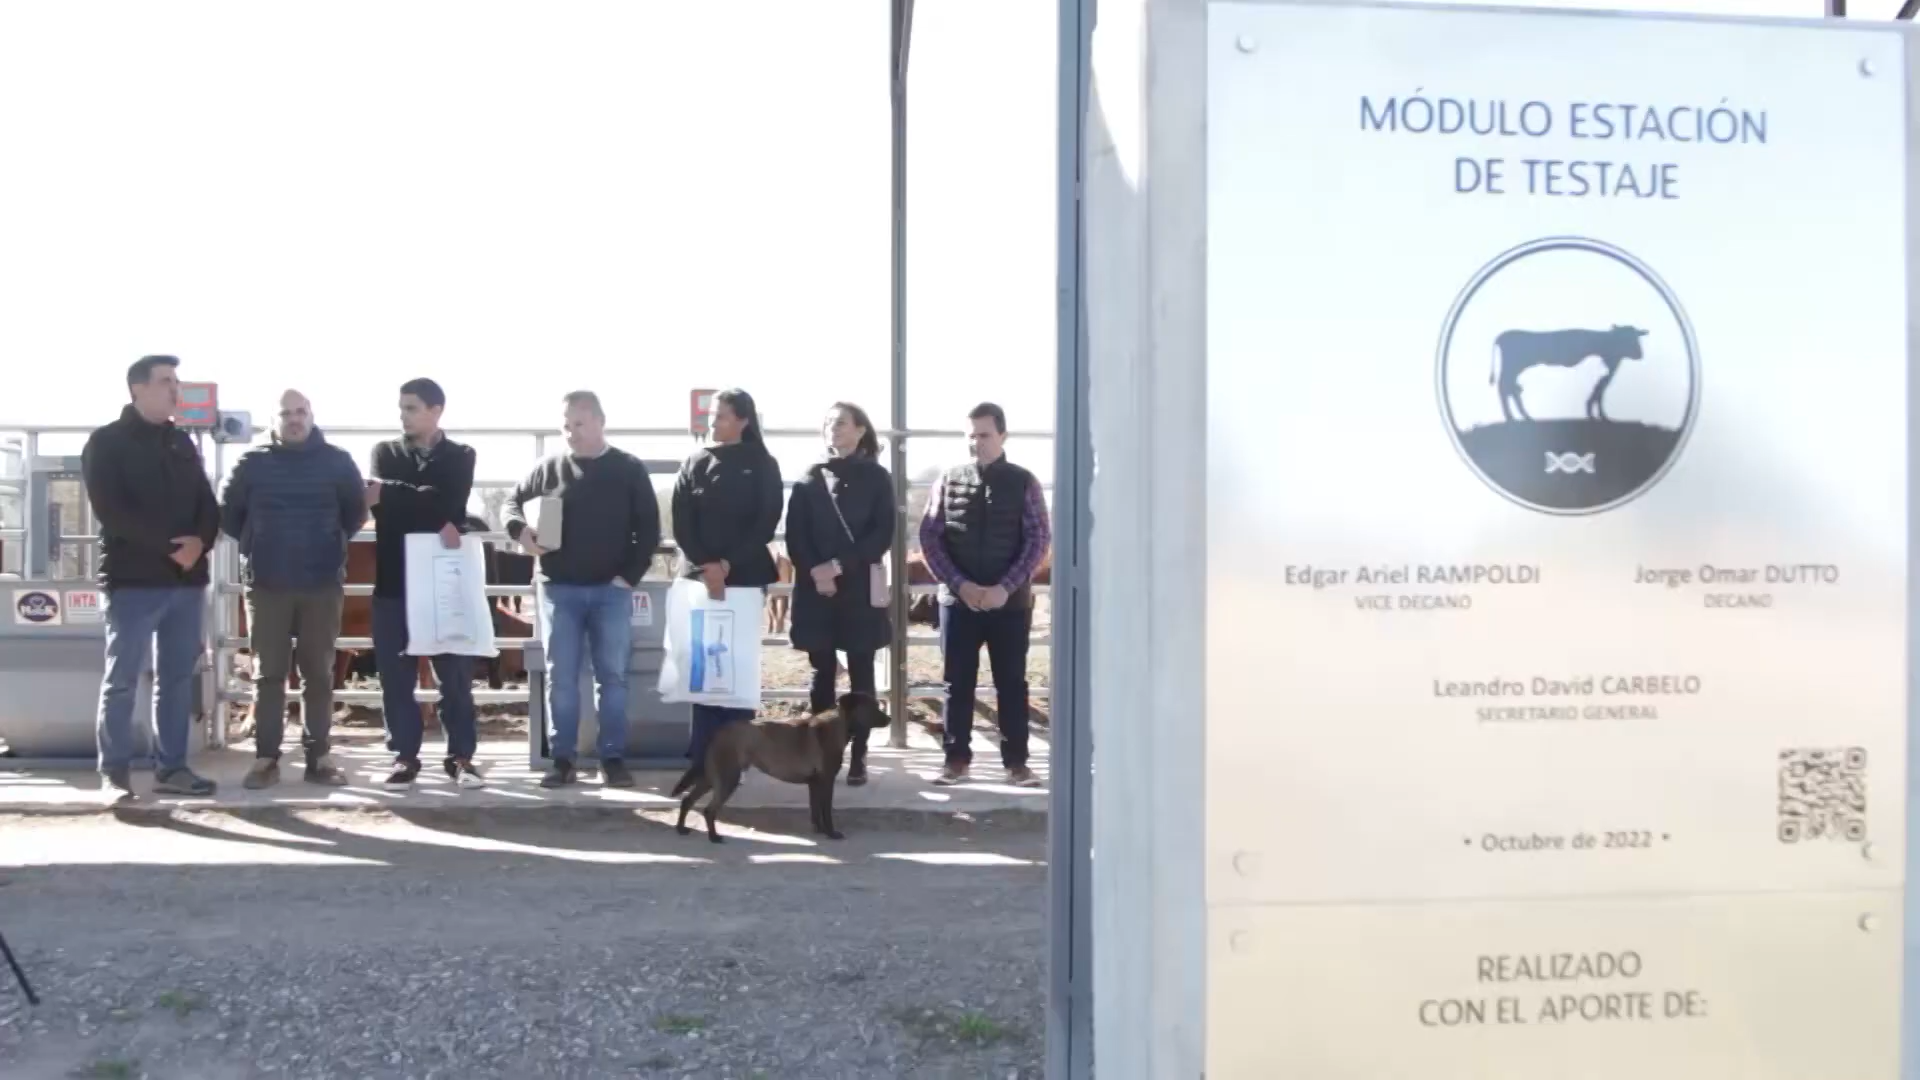 MÓDULO ESTACIÓN
DE TESTAJE
Edgar Ariel RAMPOLDI
VICE DECANO
Jorge Omar DUTTO
DECANO
Leandro David CARBELO
SECRETARIO GENERAL
• Octubre de 2022 •
REALIZADO
CON EL APORTE DE:
INTA